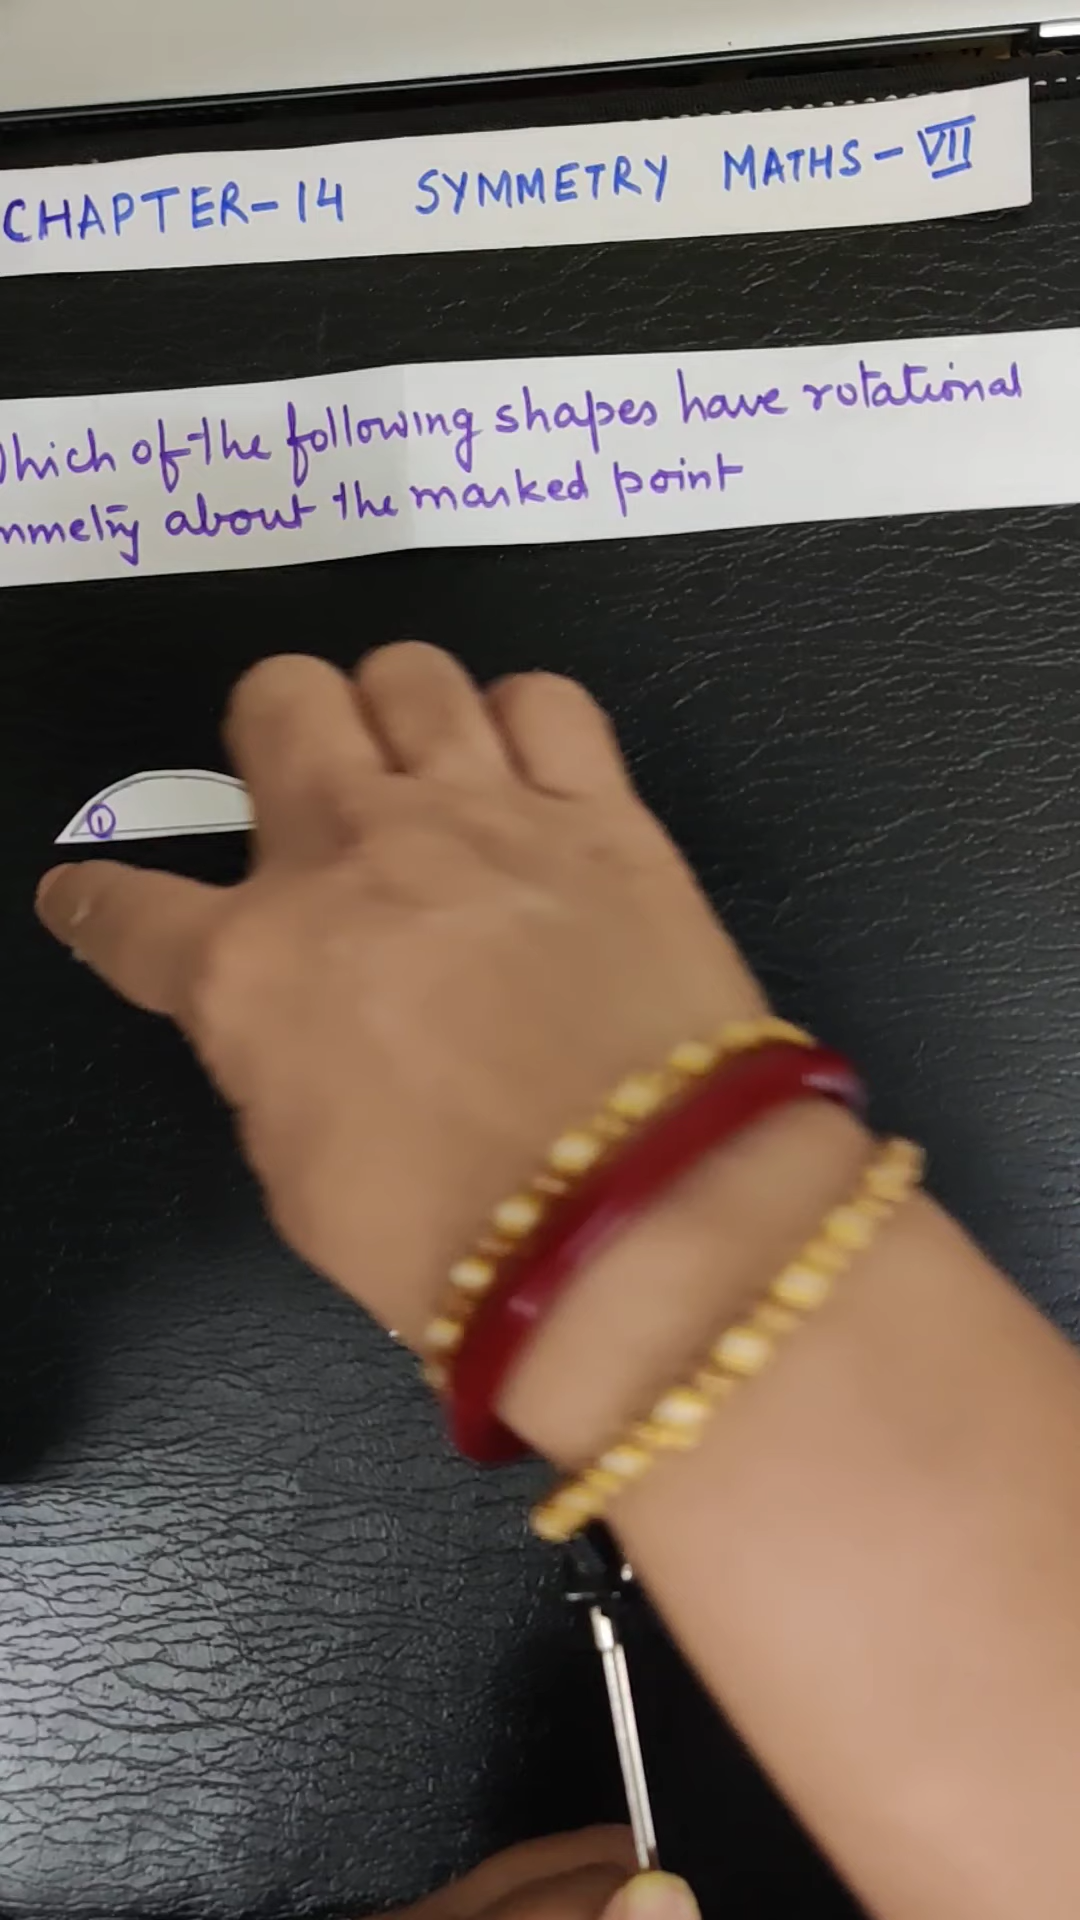 CHAPTER-14 SYMMETRY MATHS-VII
hich of the following shapes have rotational
mmetry about the marked point
1